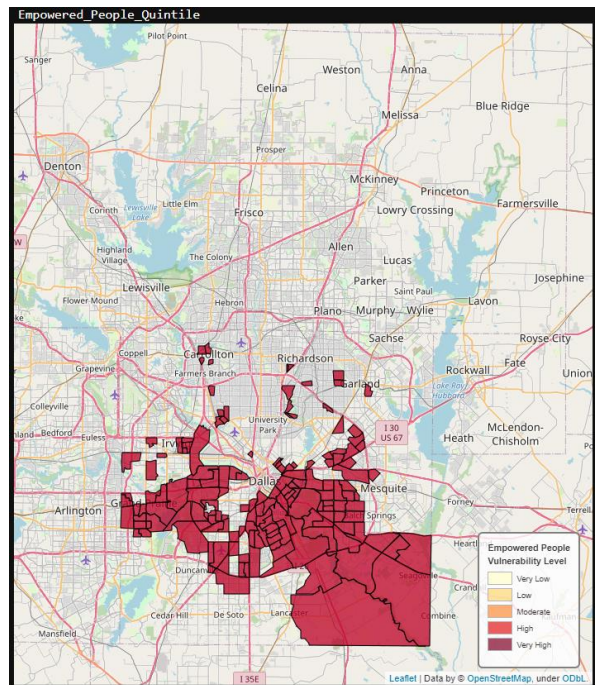 Empowered_People_Quintile
Pilot Point
Sanger
Weston
Anna
Celina
Blue Ridge
Melissa
Prosper
Denton
McKinney
Princeton
Farmersville
Corinth
Lewisville
Lake
Little Elm
Frisco
Lowry Crossing
Highland
Village
The Colony
Allen
Lucas
Josephine
Lewisville
Parker
Saint Paul
Flower Mound
Hebron
Plano
Murphy
Wylie
Lavon
Sachse
Royse City
Coppell
Carrollton
Richardson
Grapevine
Farmers Branch
Garland
Rockwall
Fate
Union
Lake Ray
Hubbard
Colleyville
University
Park
I 30
US 67
McLendon-
Chisholm
Bedford
Euless
Heath
Dallas
Mesquite
Forney
Arlington
Duncanville
Cedar Hill
De Soto
Lancaster
Seagoville
Combine
Mansfield
I 35E
Empowered People
Vulnerability Level
Very Low
Low
Moderate
High
Very High
Leaflet | Data by © OpenStreetMap, under ODbL.